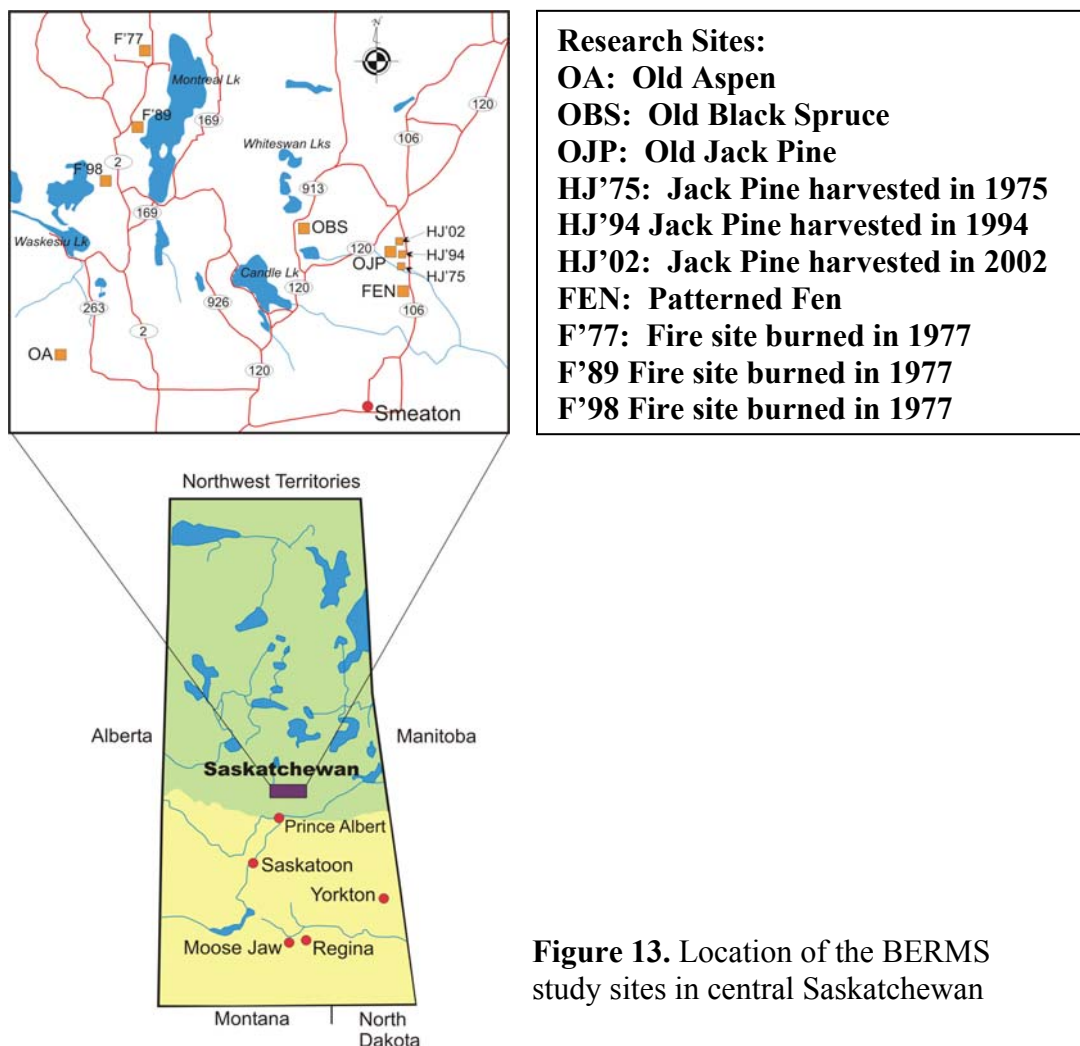 F'77
N
Montreal Lk
120
F'89
169
106
2
Whiteswan Lks
F'98
913
169
OBS
HJ'02
Waskesiu Lk
120
HJ'94
OJP
Candle Lk
HJ'75
FEN
263
926
120
106
2
OA
120
Smeaton
Research Sites:
OA: Old Aspen
OBS: Old Black Spruce
OJP: Old Jack Pine
HJ'75: Jack Pine harvested in 1975
HJ'94 Jack Pine harvested in 1994
HJ'02: Jack Pine harvested in 2002
FEN: Patterned Fen
F'77: Fire site burned in 1977
F'89 Fire site burned in 1977
F'98 Fire site burned in 1977
Northwest Territories
Alberta
Manitoba
Saskatchewan
Prince Albert
Saskatoon
Yorkton
Moose Jaw
Regina
Montana
North
Dakota
Figure 13. Location of the BERMS
study sites in central Saskatchewan